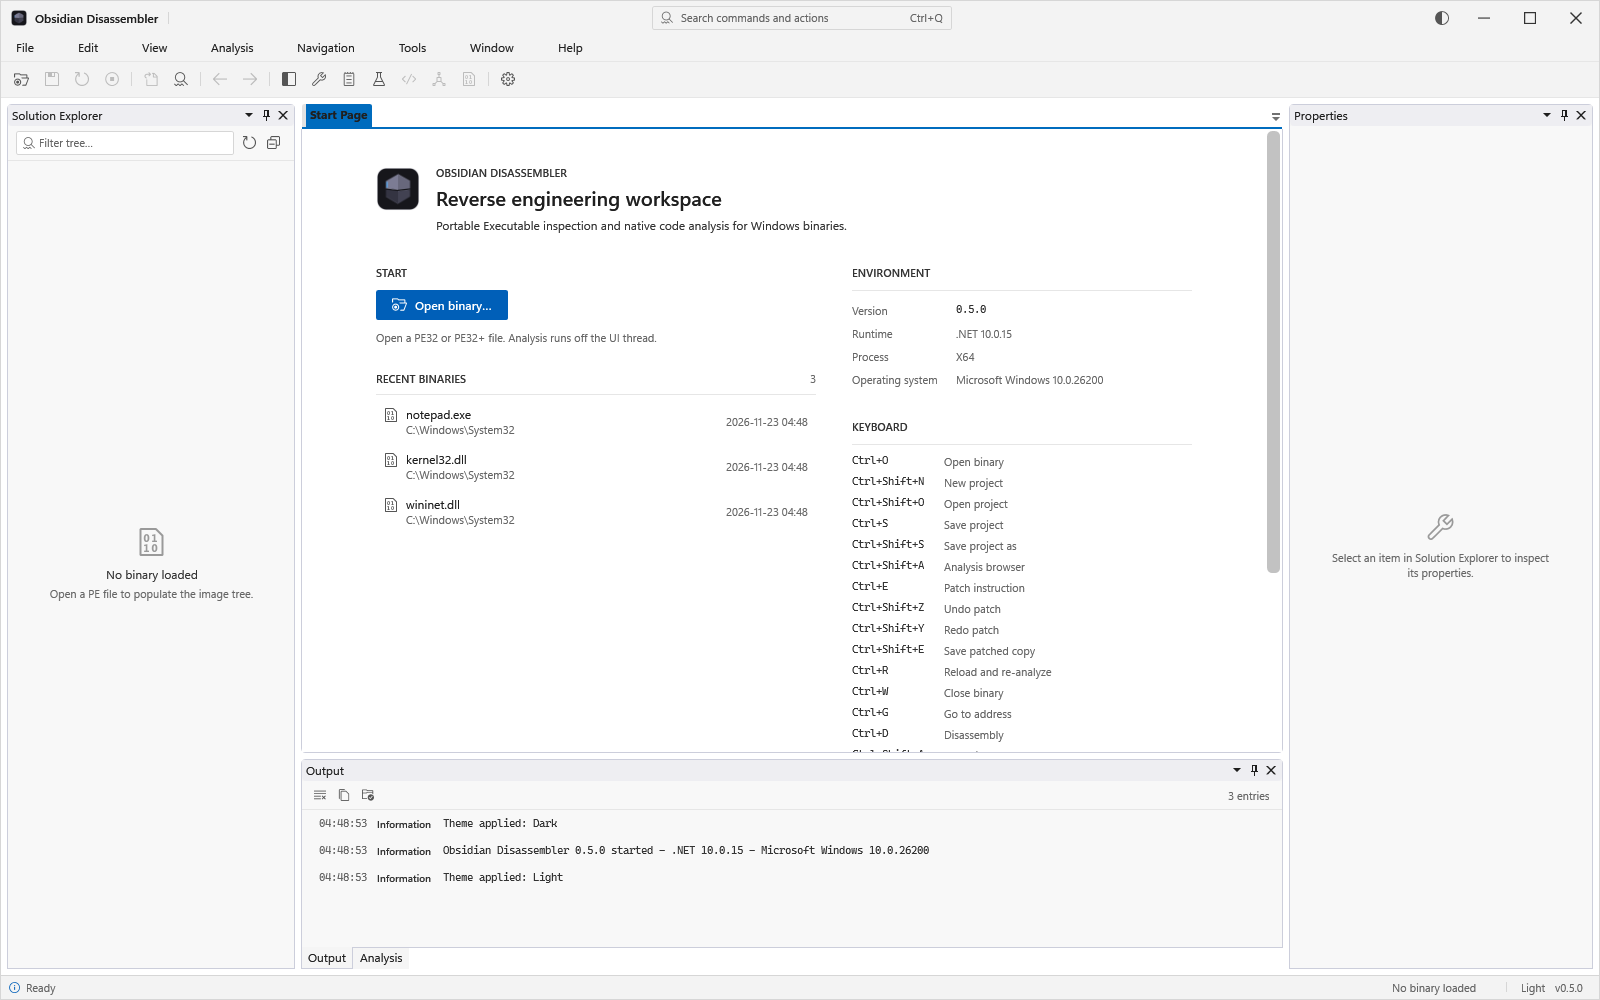 Obsidian Disassembler
Search commands and actions Ctrl+Q
File Edit View Analysis Navigation Tools Window Help
Solution Explorer
Filter tree...
No binary loaded
Open a PE file to populate the image tree.
Start Page
OBSIDIAN DISASSEMBLER
Reverse engineering workspace
Portable Executable inspection and native code analysis for Windows binaries.
START
Open binary...
Open a PE32 or PE32+ file. Analysis runs off the UI thread.
RECENT BINARIES 3
notepad.exe
C:\Windows\System32
2026-11-23 04:48
kernel32.dll
C:\Windows\System32
2026-11-23 04:48
wininet.dll
C:\Windows\System32
2026-11-23 04:48
ENVIRONMENT
Version 0.5.0
Runtime .NET 10.0.15
Process X64
Operating system Microsoft Windows 10.0.26200
KEYBOARD
Ctrl+O Open binary
Ctrl+Shift+N New project
Ctrl+Shift+O Open project
Ctrl+S Save project
Ctrl+Shift+S Save project as
Ctrl+Shift+A Analysis browser
Ctrl+E Patch instruction
Ctrl+Shift+Z Undo patch
Ctrl+Shift+Y Redo patch
Ctrl+Shift+E Save patched copy
Ctrl+R Reload and re-analyze
Ctrl+W Close binary
Ctrl+G Go to address
Ctrl+D Disassembly
Properties
Select an item in Solution Explorer to inspect
its properties.
Output
3 entries
04:48:53 Information Theme applied: Dark
04:48:53 Information Obsidian Disassembler 0.5.0 started — .NET 10.0.15 — Microsoft Windows 10.0.26200
04:48:53 Information Theme applied: Light
Output Analysis
Ready
No binary loaded Light v0.5.0